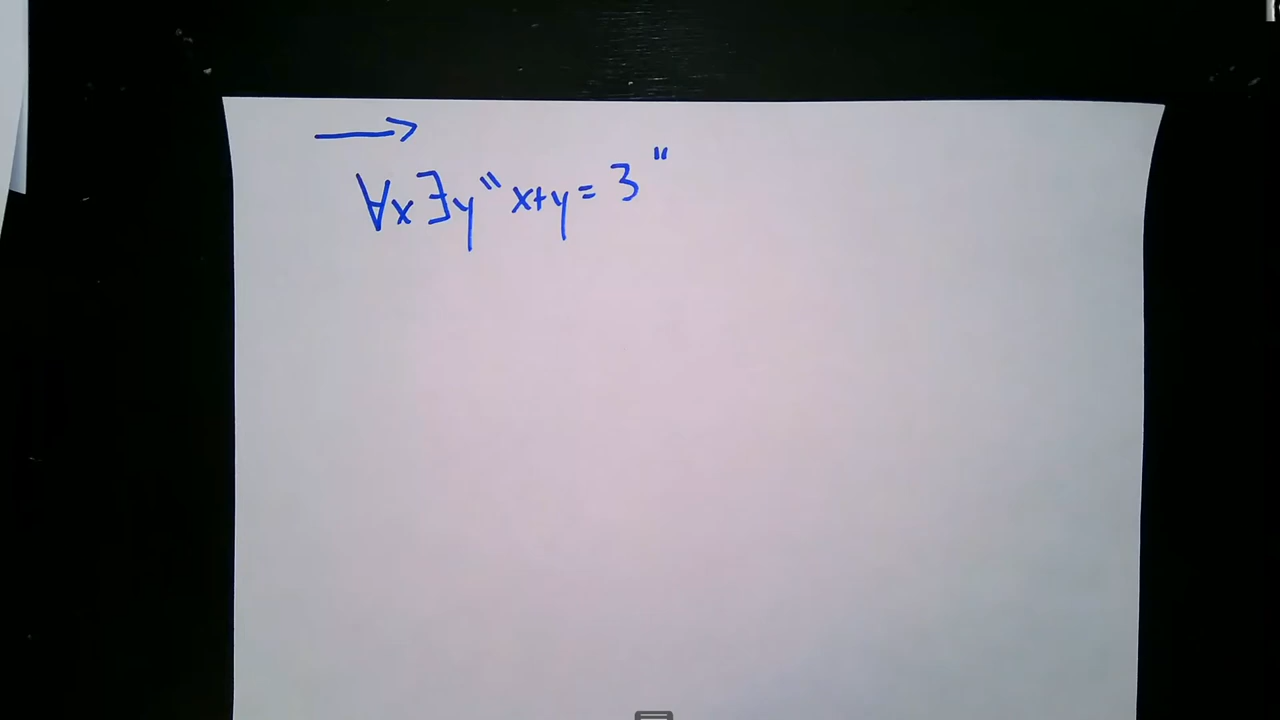 →
∀x∃y "x+y=3"